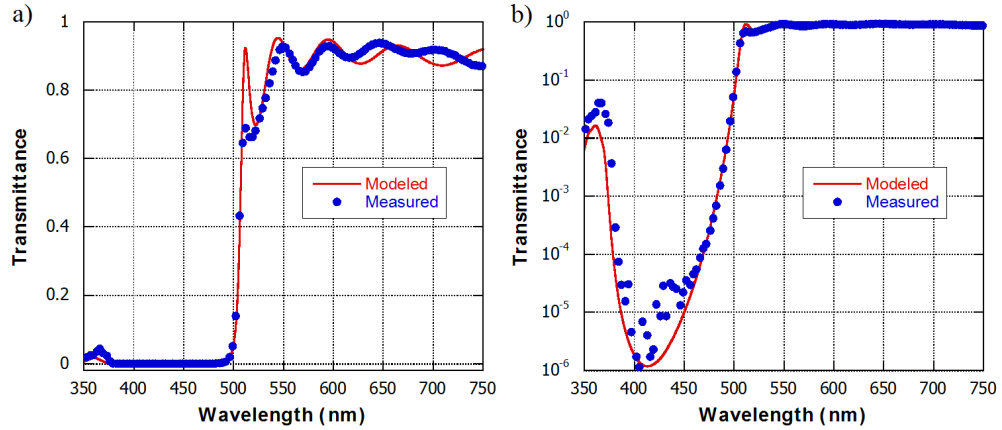 a)
1
0.8
0.6
0.4
0.2
0
Transmittance
Modeled
Measured
350 400 450 500 550 600 650 700 750
Wavelength (nm)
b)
10^0
10^-1
10^-2
10^-3
10^-4
10^-5
10^-6
Transmittance
Modeled
Measured
350 400 450 500 550 600 650 700 750
Wavelength (nm)